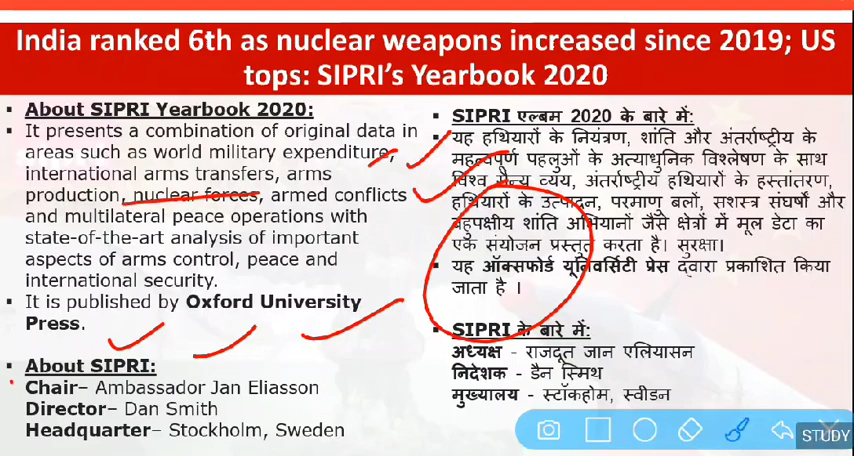 India ranked 6th as nuclear weapons increased since 2019; US
tops: SIPRI's Yearbook 2020
▪ About SIPRI Yearbook 2020:
▪ It presents a combination of original data in
areas such as world military expenditure,
international arms transfers, arms
production, nuclear forces, armed conflicts
and multilateral peace operations with
state-of-the-art analysis of important
aspects of arms control, peace and
international security.
▪ It is published by Oxford University
Press.
▪ About SIPRI:
Chair– Ambassador Jan Eliasson
Director– Dan Smith
Headquarter– Stockholm, Sweden
▪ SIPRI एल्बम 2020 के बारे में:
▪ यह हथियारों के नियंत्रण, शांति और अंतर्राष्ट्रीय के
महत्वपूर्ण पहलुओं के अत्याधुनिक विश्लेषण के साथ
विश्व सैन्य व्यय, अंतर्राष्ट्रीय हथियारों के हस्तांतरण,
हथियारों के उत्पादन, परमाणु बलों, सशस्त्र संघर्षों और
बहुपक्षीय शांति अभियानों जैसे क्षेत्रों में मूल डेटा का
एक संयोजन प्रस्तुत करता है। सुरक्षा।
▪ यह ऑक्सफोर्ड यूनिवर्सिटी प्रेस द्वारा प्रकाशित किया
जाता है ।
▪ SIPRI के बारे में:
अध्यक्ष - राजदूत जान एलियासन
निदेशक - डैन स्मिथ
मुख्यालय - स्टॉकहोम, स्वीडन
STUDY